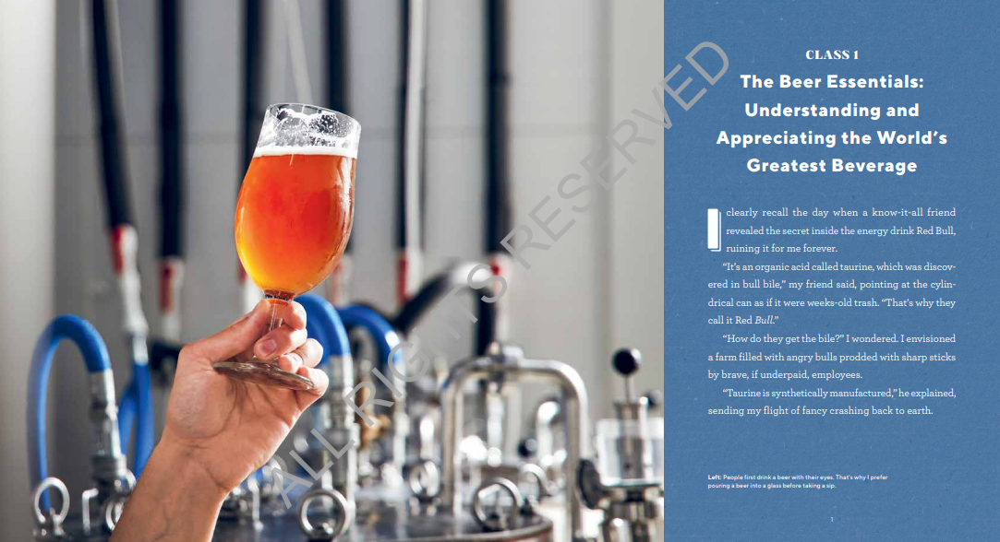 CLASS 1
The Beer Essentials:
Understanding and
Appreciating the World’s
Greatest Beverage
I clearly recall the day when a know-it-all friend
revealed the secret inside the energy drink Red Bull,
ruining it for me forever.
“It’s an organic acid called taurine, which was discov-
ered in bull bile,” my friend said, pointing at the cylin-
drical can as if it were weeks-old trash. “That’s why they
call it Red Bull.”
“How do they get the bile?” I wondered. I envisioned
a farm filled with angry bulls prodded with sharp sticks
by brave, if underpaid, employees.
“Taurine is synthetically manufactured,” he explained,
sending my flight of fancy crashing back to earth.
Left: People first drink a beer with their eyes. That’s why I prefer
pouring a beer into a glass before taking a sip.
1
ALL RIGHTS RESERVED